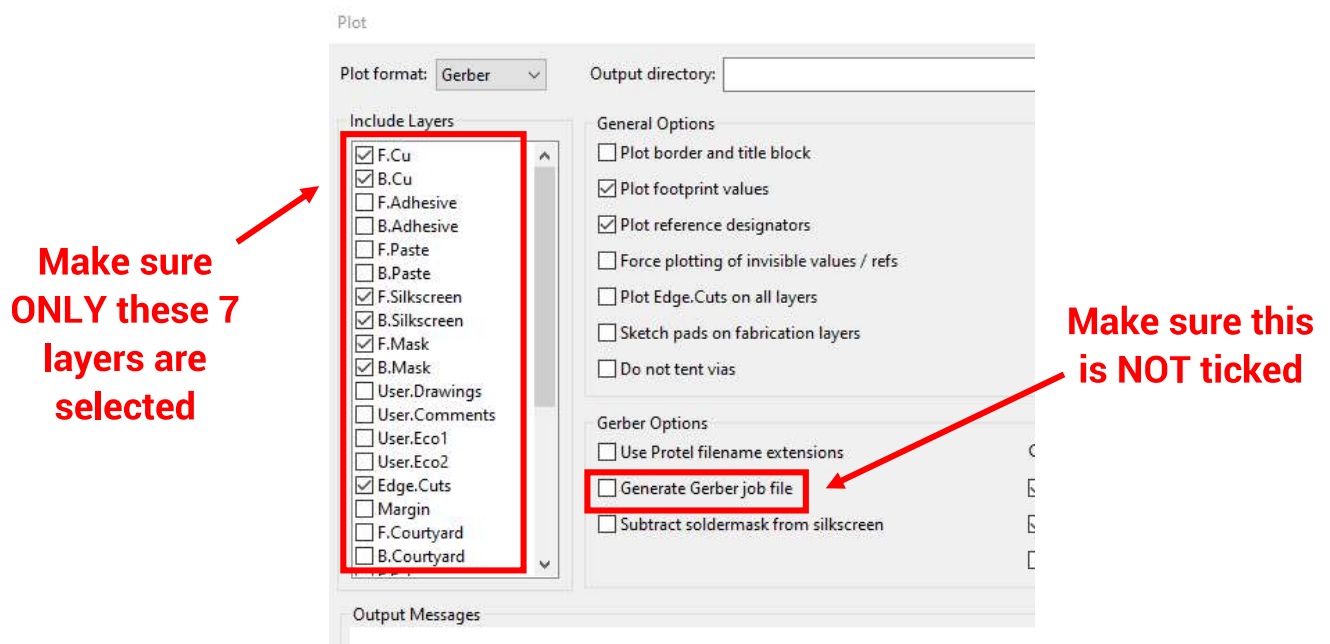 Plot
Plot format: Gerber
Output directory:
Include Layers
F.Cu
B.Cu
F.Adhesive
B.Adhesive
F.Paste
B.Paste
F.Silkscreen
B.Silkscreen
F.Mask
B.Mask
User.Drawings
User.Comments
User.Eco1
User.Eco2
Edge.Cuts
Margin
F.Courtyard
B.Courtyard
General Options
Plot border and title block
Plot footprint values
Plot reference designators
Force plotting of invisible values / refs
Plot Edge.Cuts on all layers
Sketch pads on fabrication layers
Do not tent vias
Gerber Options
Use Protel filename extensions
Generate Gerber job file
Subtract soldermask from silkscreen
Output Messages
Make sure
ONLY these 7
layers are
selected
Make sure this
is NOT ticked